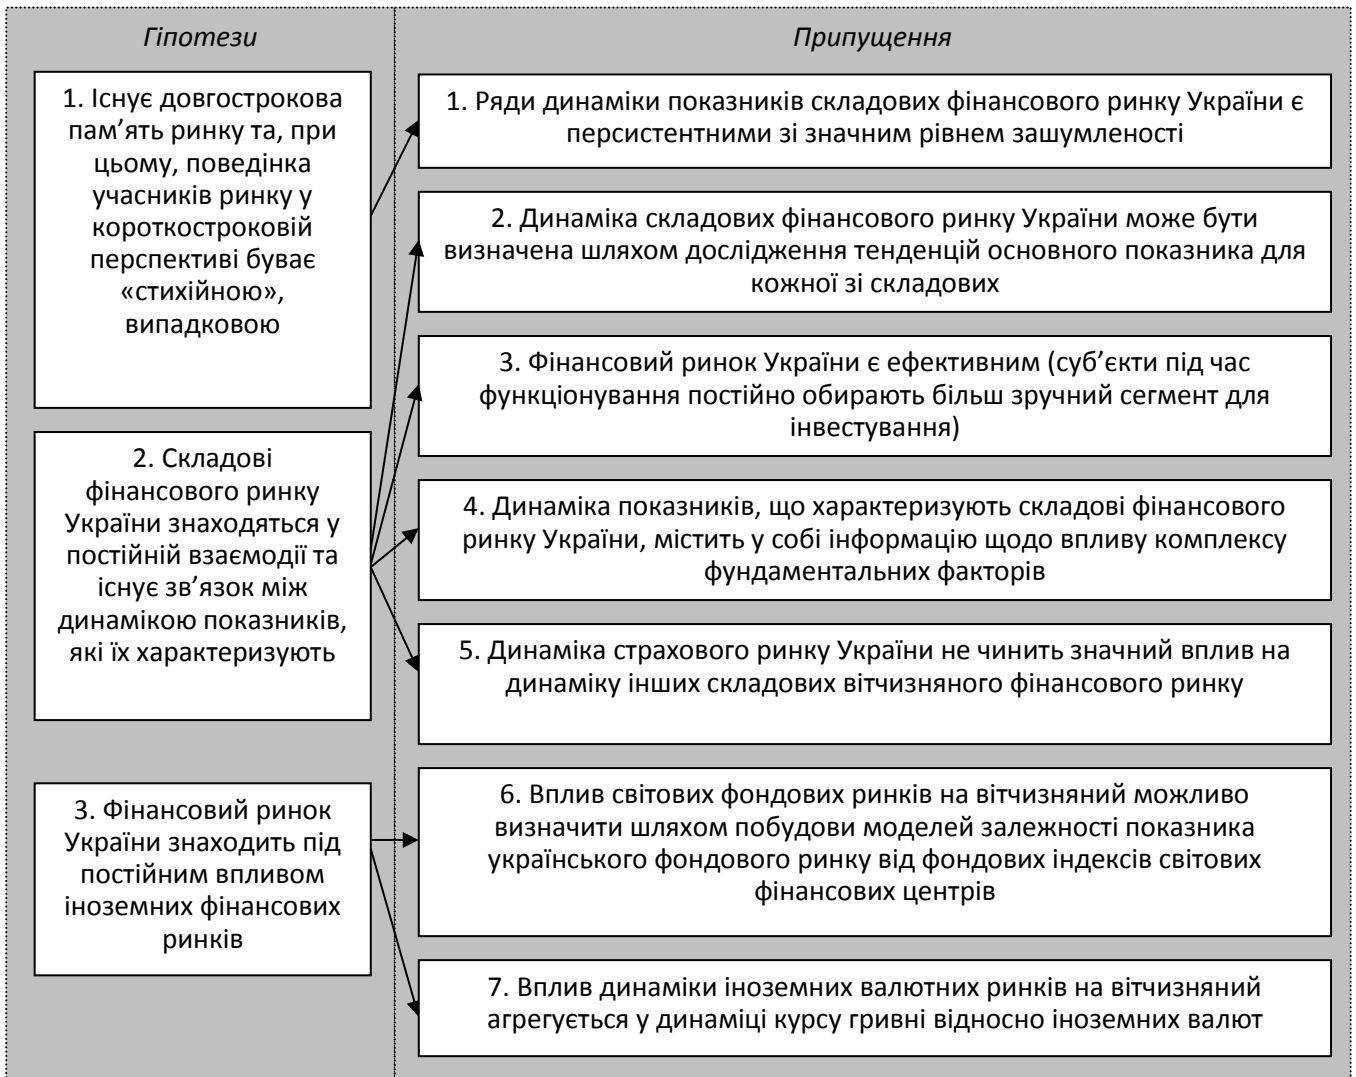 Гіпотези
1. Існує довгострокова
пам’ять ринку та, при
цьому, поведінка
учасників ринку у
короткостроковій
перспективі буває
«стихійною»,
випадковою
2. Складові
фінансового ринку
України знаходяться у
постійній взаємодії та
існує зв’язок між
динамікою показників,
які їх характеризують
3. Фінансовий ринок
України знаходить під
постійним впливом
іноземних фінансових
ринків
Припущення
1. Ряди динаміки показників складових фінансового ринку України є
персистентними зі значним рівнем зашумленості
2. Динаміка складових фінансового ринку України може бути
визначена шляхом дослідження тенденцій основного показника для
кожної зі складових
3. Фінансовий ринок України є ефективним (суб’єкти під час
функціонування постійно обирають більш зручний сегмент для
інвестування)
4. Динаміка показників, що характеризують складові фінансового
ринку України, містить у собі інформацію щодо впливу комплексу
фундаментальних факторів
5. Динаміка страхового ринку України не чинить значний вплив на
динаміку інших складових вітчизняного фінансового ринку
6. Вплив світових фондових ринків на вітчизняний можливо
визначити шляхом побудови моделей залежності показника
українського фондового ринку від фондових індексів світових
фінансових центрів
7. Вплив динаміки іноземних валютних ринків на вітчизняний
агрегується у динаміці курсу гривні відносно іноземних валют